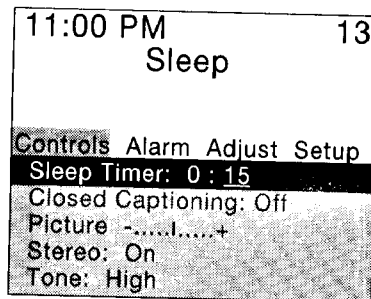 11:00 PM 13
Sleep
Controls Alarm Adjust Setup
Sleep Timer: 0 : 15
Closed Captioning: Off
Picture -.....ı.....+
Stereo: On
Tone: High